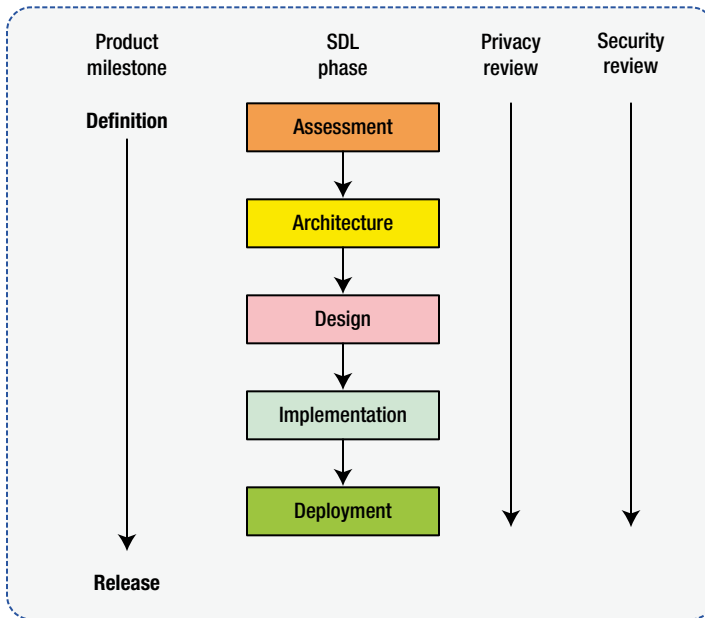 Product
milestone
SDL
phase
Privacy
review
Security
review
Definition
Assessment
Architecture
Design
Implementation
Deployment
Release